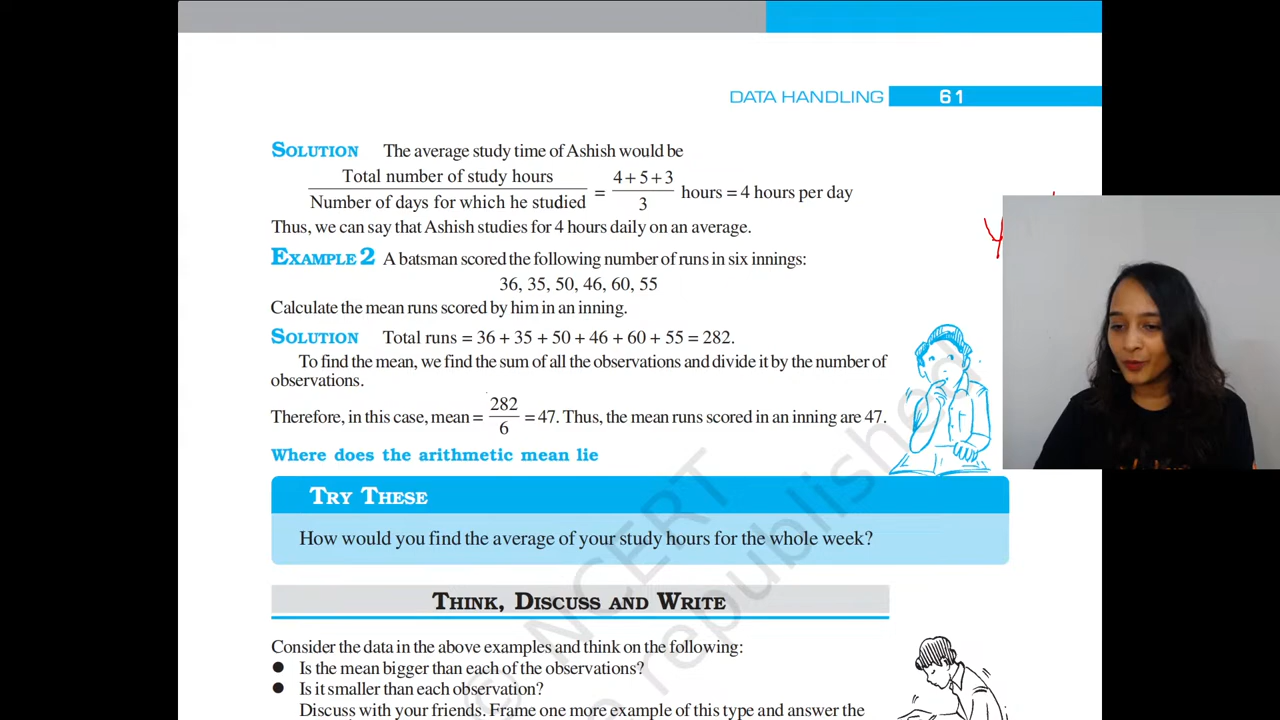 DATA HANDLING 61
SOLUTION The average study time of Ashish would be
Total number of study hours / Number of days for which he studied = 4 + 5 + 3 / 3 hours = 4 hours per day
Thus, we can say that Ashish studies for 4 hours daily on an average.
EXAMPLE 2 A batsman scored the following number of runs in six innings:
36, 35, 50, 46, 60, 55
Calculate the mean runs scored by him in an inning.
SOLUTION Total runs = 36 + 35 + 50 + 46 + 60 + 55 = 282.
To find the mean, we find the sum of all the observations and divide it by the number of
observations.
Therefore, in this case, mean = 282 / 6 = 47. Thus, the mean runs scored in an inning are 47.
Where does the arithmetic mean lie
TRY THESE
How would you find the average of your study hours for the whole week?
THINK, DISCUSS AND WRITE
Consider the data in the above examples and think on the following:
● Is the mean bigger than each of the observations?
● Is it smaller than each observation?
Discuss with your friends. Frame one more example of this type and answer the
© NCERT
republished